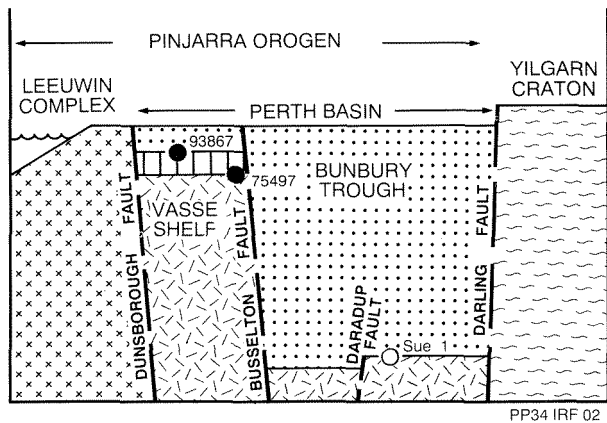 PINJARRA OROGEN
YILGARN
CRATON
LEEUWIN
COMPLEX
PERTH BASIN
93867
75497
BUNBURY
TROUGH
VASSE
SHELF
DUNSBOROUGH FAULT
BUSSELTON FAULT
DARADUP
FAULT
DARLING FAULT
Sue 1
PP34 IRF 02